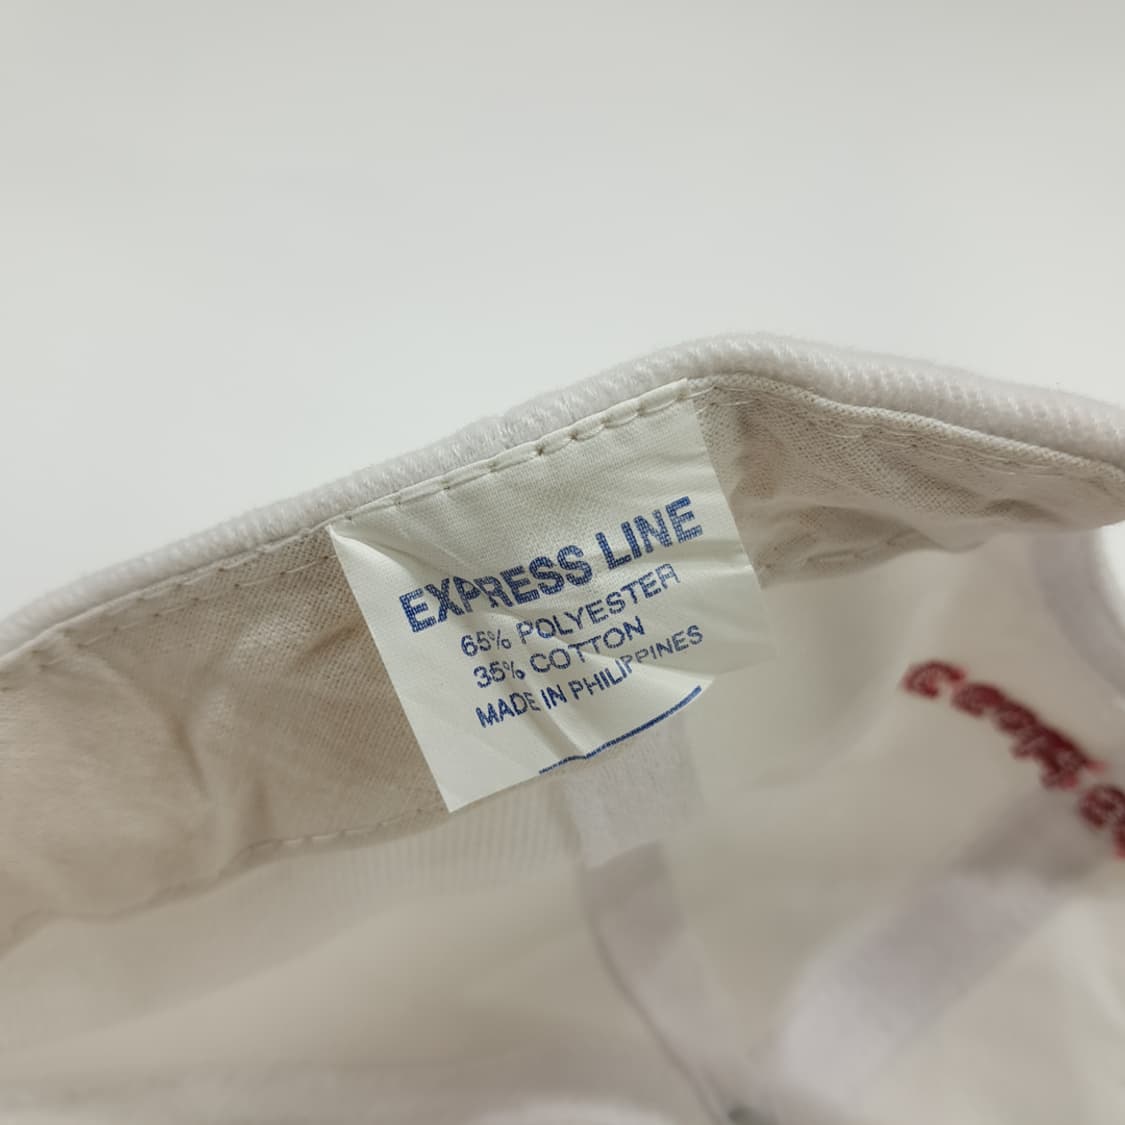 EXPRESS LINE
65% POLYESTER
35% COTTON
MADE IN PHILIPPINES